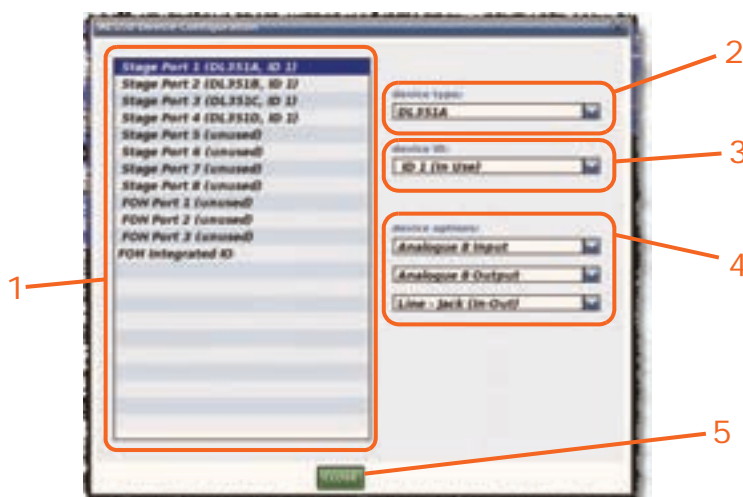 AES50 Device Configuration
Stage Port 1 (DL351A, ID 1)
Stage Port 2 (DL351B, ID 1)
Stage Port 3 (DL351C, ID 1)
Stage Port 4 (DL351D, ID 1)
Stage Port 5 (unused)
Stage Port 6 (unused)
Stage Port 7 (unused)
Stage Port 8 (unused)
FOH Port 1 (unused)
FOH Port 2 (unused)
FOH Port 3 (unused)
FOH Integrated IO
1
device type:
DL351A
2
device ID:
ID 1 (In Use)
3
device options:
Analogue 8 Input
Analogue 8 Output
Line - Jack (In-Out)
4
CLOSE
5